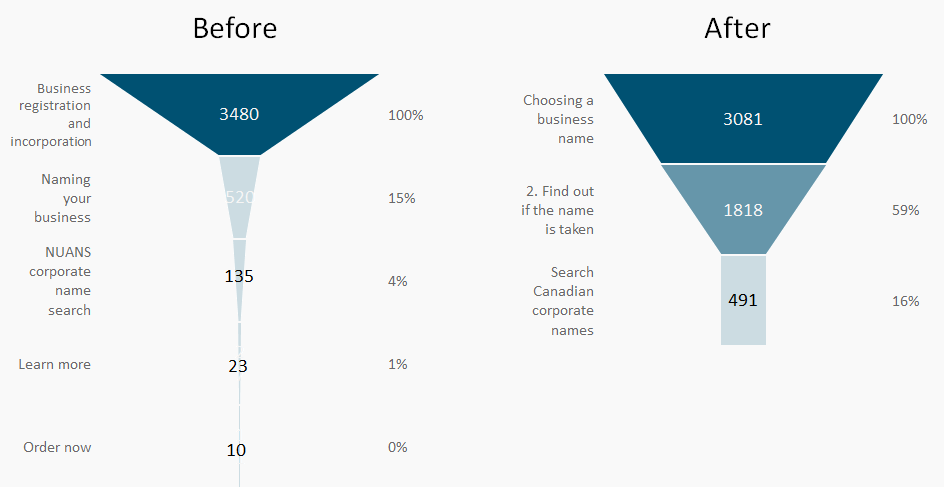 Before
Business
registration
and
incorporation
3480
100%
Naming
your
business
520
15%
NUANS
corporate
name
search
135
4%
Learn more
23
1%
Order now
10
0%
After
Choosing a
business
name
3081
100%
2. Find out
if the name
is taken
1818
59%
Search
Canadian
corporate
names
491
16%